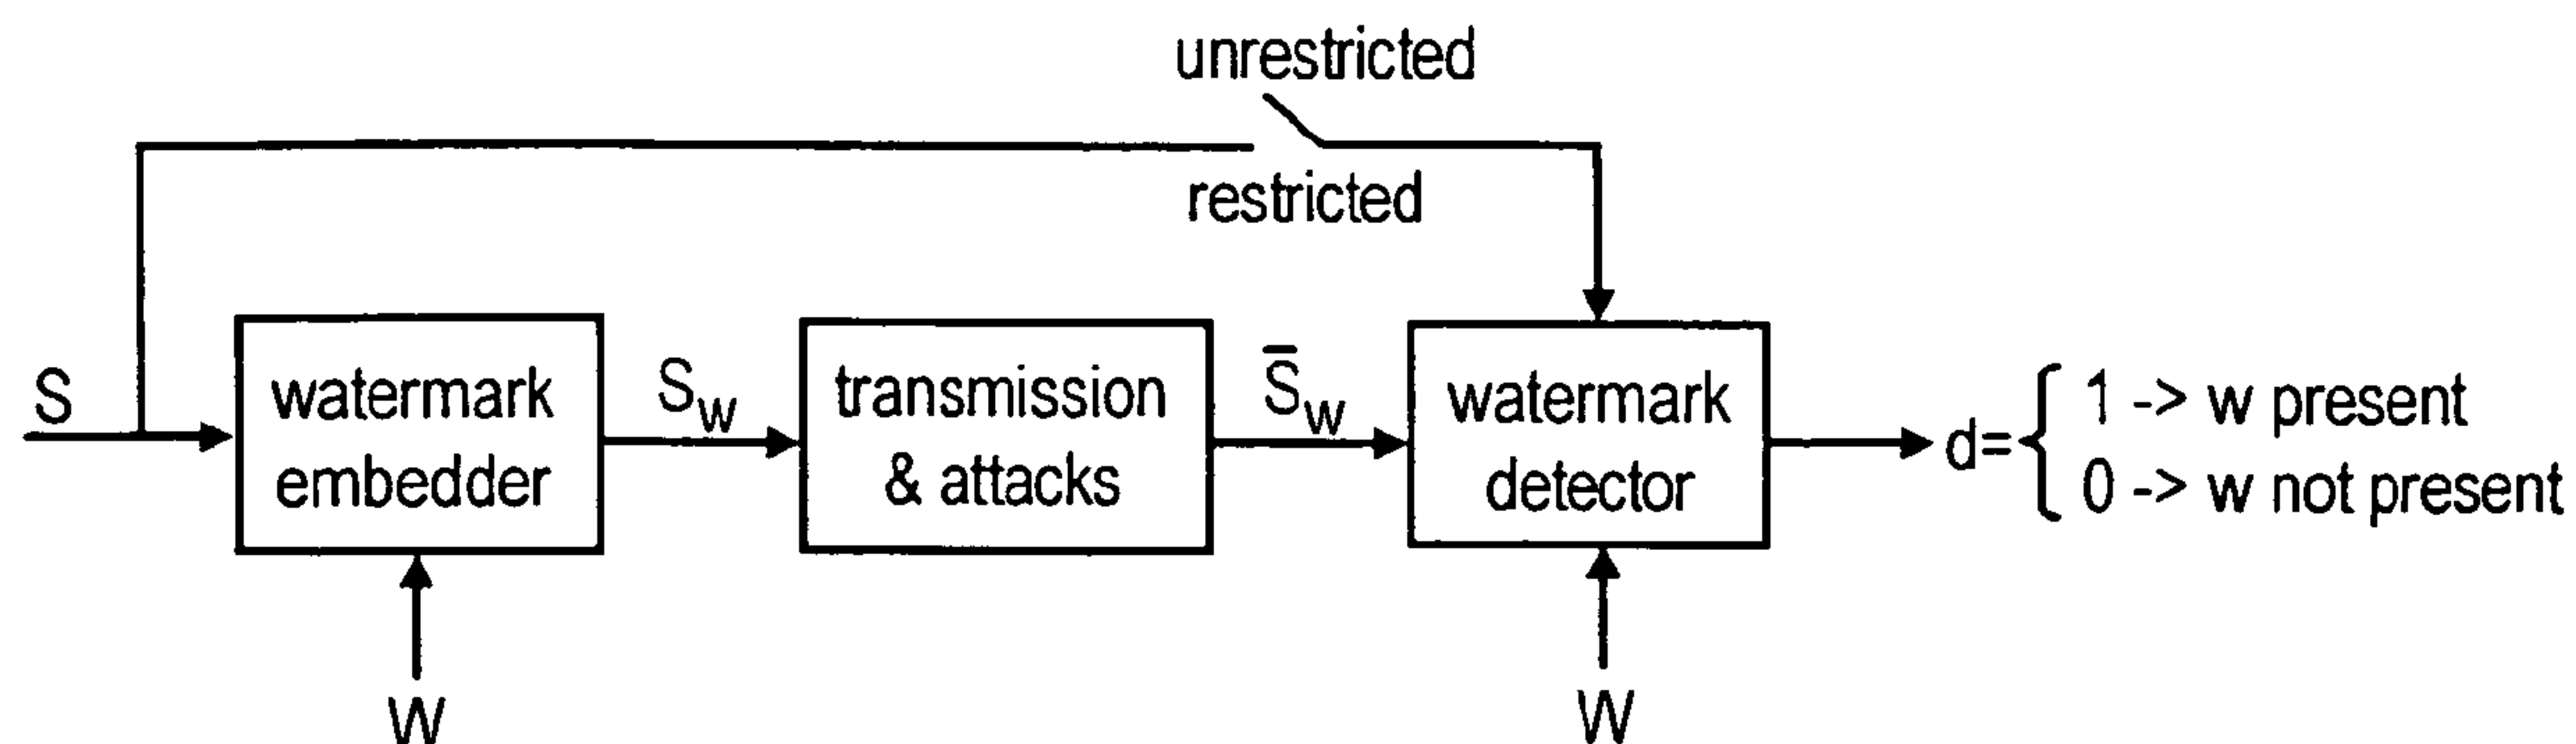 unrestricted
restricted
S
watermark
embedder
S_w
transmission
& attacks
S̄_w
watermark
detector
d= { 1 -> w present
0 -> w not present
w
w